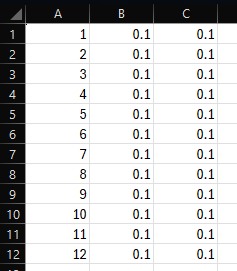 A B C
1 1 0.1 0.1
2 2 0.1 0.1
3 3 0.1 0.1
4 4 0.1 0.1
5 5 0.1 0.1
6 6 0.1 0.1
7 7 0.1 0.1
8 8 0.1 0.1
9 9 0.1 0.1
10 10 0.1 0.1
11 11 0.1 0.1
12 12 0.1 0.1